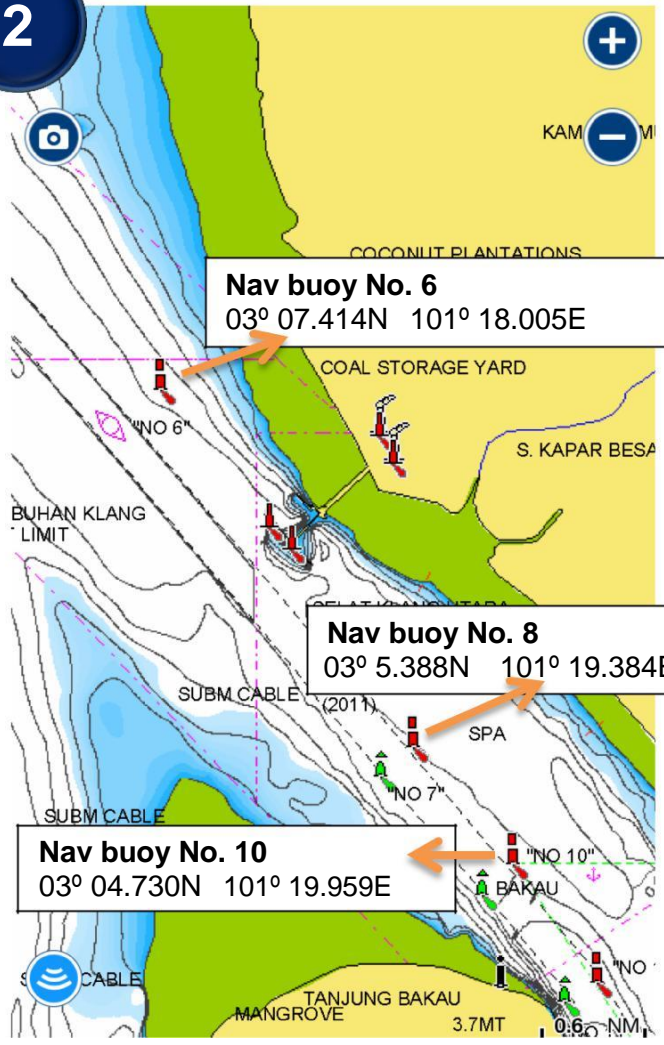 2
COCONUT PLANTATIONS
Nav buoy No. 6
03º 07.414N 101º 18.005E
COAL STORAGE YARD
"NO 6"
S. KAPAR BESA
BUHAN KLANG
LIMIT
Nav buoy No. 8
03º 5.388N 101º 19.384E
SUBM CABLE
(2011)
SPA
"NO 7"
SUBM CABLE
Nav buoy No. 10
03º 04.730N 101º 19.959E
"NO 10"
BAKAU
CABLE
"NO
TANJUNG BAKAU
MANGROVE
3.7MT
0.6 NM